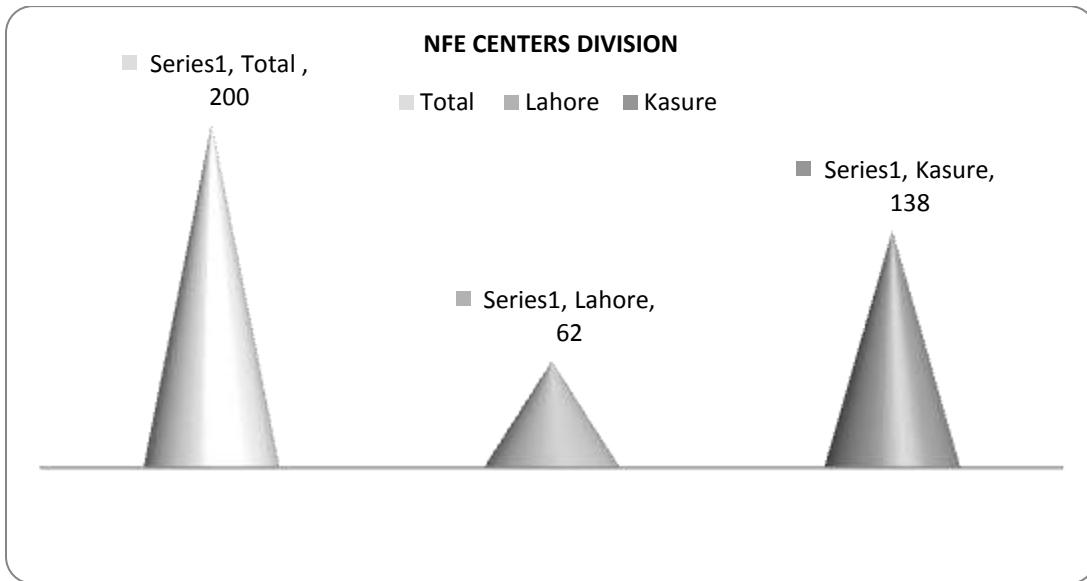 NFE CENTERS DIVISION
Series1, Total ,
200
Total Lahore Kasure
Series1, Kasure,
138
Series1, Lahore,
62